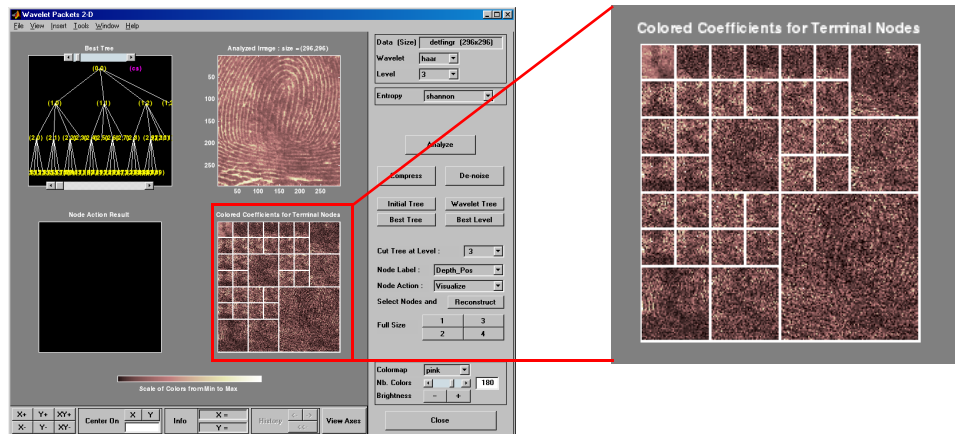 Wavelet Packets 2-D
File View Insert Tools Window Help
Best Tree
(0,0) (cs)
(1,0) (1,1) (1,2)
(2,0) (2,1)
Analyzed Image : size = (296,296)
50
100
150
200
250
50 100 150 200 250
Node Action Result
Colored Coefficients for Terminal Nodes
Scale of Colors from Min to Max
X+ Y+ XY+
X- Y- XY-
Center On X Y
Info X =
Y =
History < >
<<
View Axes
Data (Size) detfingr (296x296)
Wavelet haar
Level 3
Entropy shannon
Analyze
Compress De-noise
Initial Tree Wavelet Tree
Best Tree Best Level
Cut Tree at Level : 3
Node Label : Depth_Pos
Node Action : Visualize
Select Nodes and Reconstruct
Full Size 1 3
2 4
Colormap pink
Nb. Colors 180
Brightness - +
Close
Colored Coefficients for Terminal Nodes